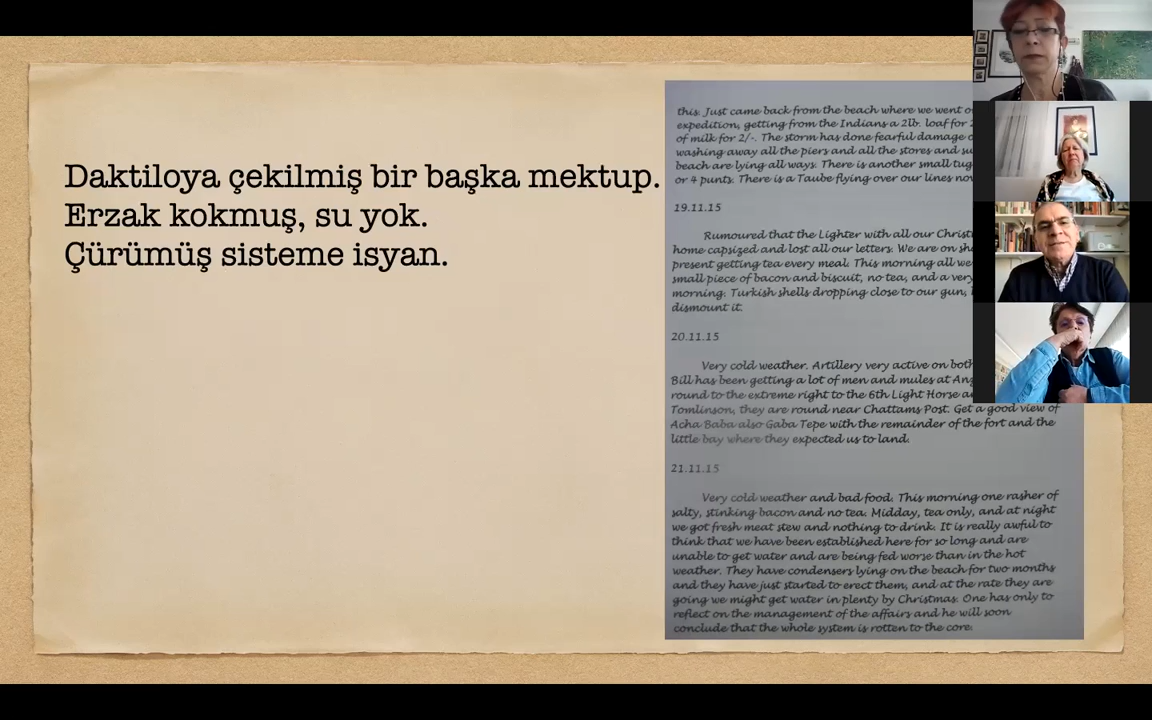 Daktiloya çekilmiş bir başka mektup.
Erzak kokmuş, su yok.
Çürümüş sisteme isyan.
this. Just came back from the beach where we went
expedition, getting from the Indians a 2lb. loaf for
of milk for 2/-. The storm has done fearful damage
washing away all the piers and all the stores and
beach are lying all ways. There is another small tug
or 4 punts. There is a Taube flying over our lines
19.11.15
Rumoured that the Lighter with all our
home capsized and lost all our letters. We are on
present getting tea every meal. This morning all we
small piece of bacon and biscuit, no tea, and a very
morning. Turkish shells dropping close to our gun,
dismount it.
20.11.15
Very cold weather. Artillery very active on both
Bill has been getting a lot of men and mules at
round to the extreme right to the 6th Light Horse
Tomlinson, they are round near Chattams Post. Get a good view of
Acha Baba also Gaba Tepe with the remainder of the fort and the
little bay where they expected us to land.
21.11.15
Very cold weather and bad food. This morning one rasher of
salty, stinking bacon and no tea. Midday, tea only, and at night
we got fresh meat stew and nothing to drink. It is really awful to
think that we have been established here for so long and are
unable to get water and are being fed worse than in the hot
weather. They have condensers lying on the beach for two months
and they have just started to erect them, and at the rate they are
going we might get water in plenty by Christmas. One has only to
reflect on the management of the affairs and he will soon
conclude that the whole system is rotten to the core.